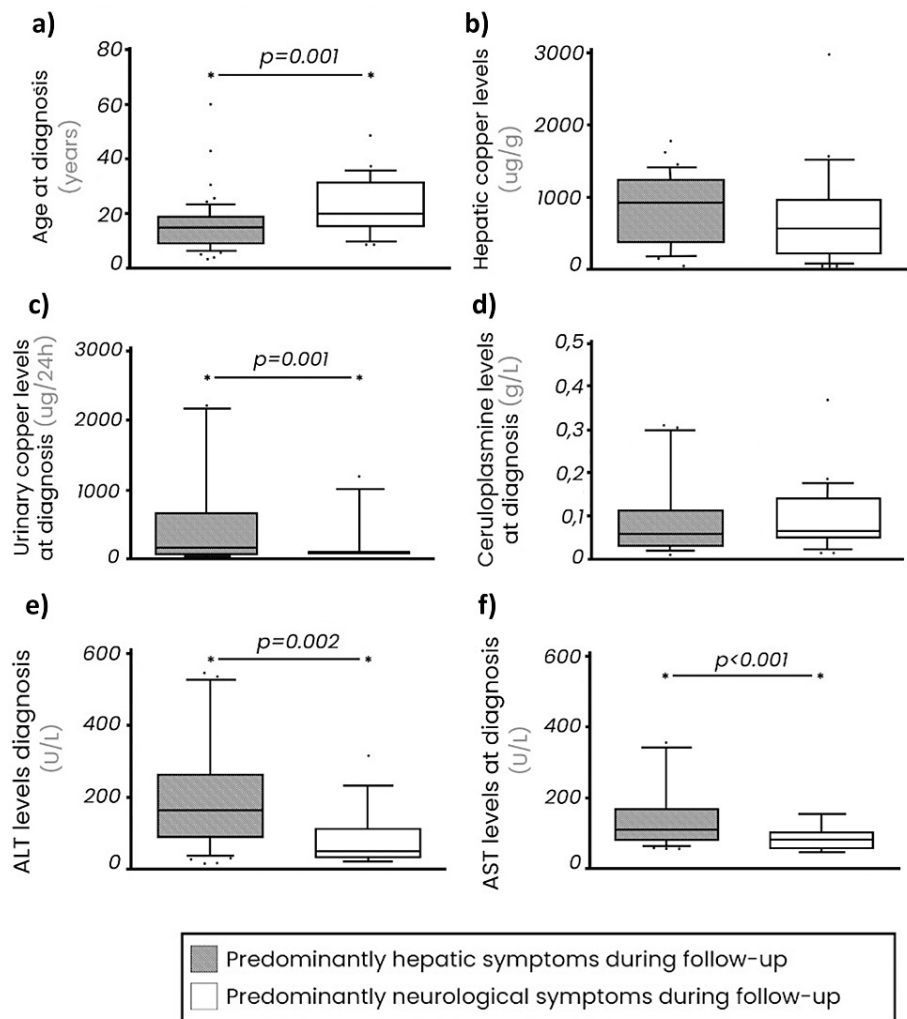 a)
Age at diagnosis
(years)
80
60
40
20
0
* p=0.001 *
b)
Hepatic copper levels
(ug/g)
3000
2000
1000
0
c)
Urinary copper levels
at diagnosis (ug/24h)
3000
2000
1000
0
* p=0.001 *
d)
Ceruloplasmine levels
at diagnosis (g/L)
0,5
0,4
0,3
0,2
0,1
0
e)
ALT levels diagnosis
(U/L)
600
400
200
0
* p=0.002 *
f)
AST levels at diagnosis
(U/L)
600
400
200
0
* p<0.001 *
Predominantly hepatic symptoms during follow-up
Predominantly neurological symptoms during follow-up